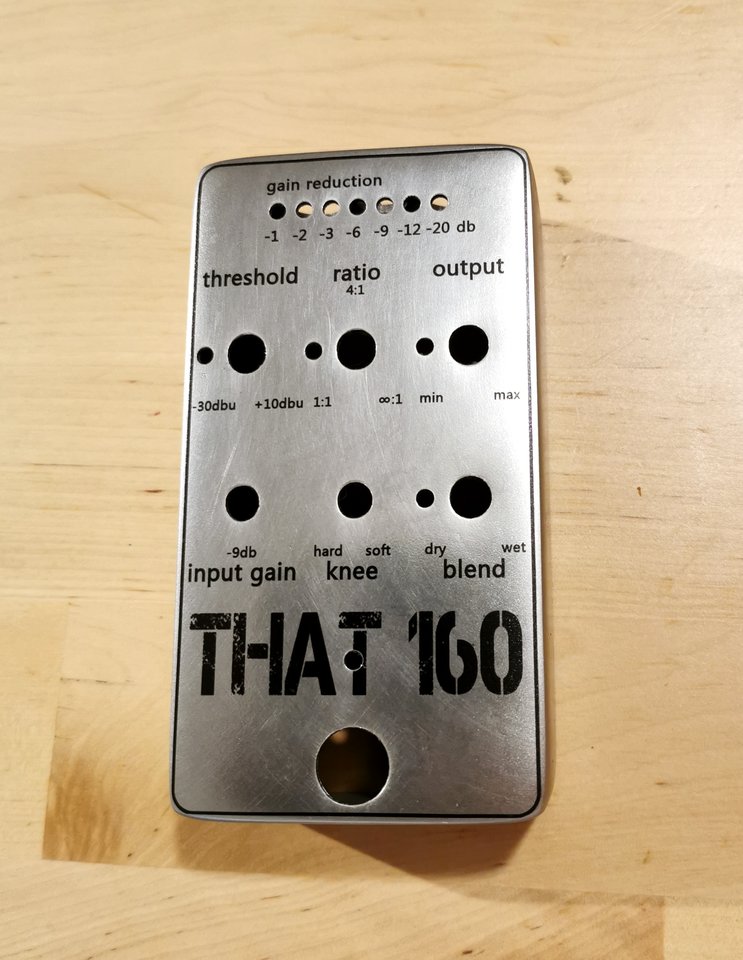 gain reduction
-1 -2 -3 -6 -9 -12 -20 db
threshold ratio output
4:1
-30dbu +10dbu 1:1 ∞:1 min max
-9db hard soft dry wet
input gain knee blend
THAT 160